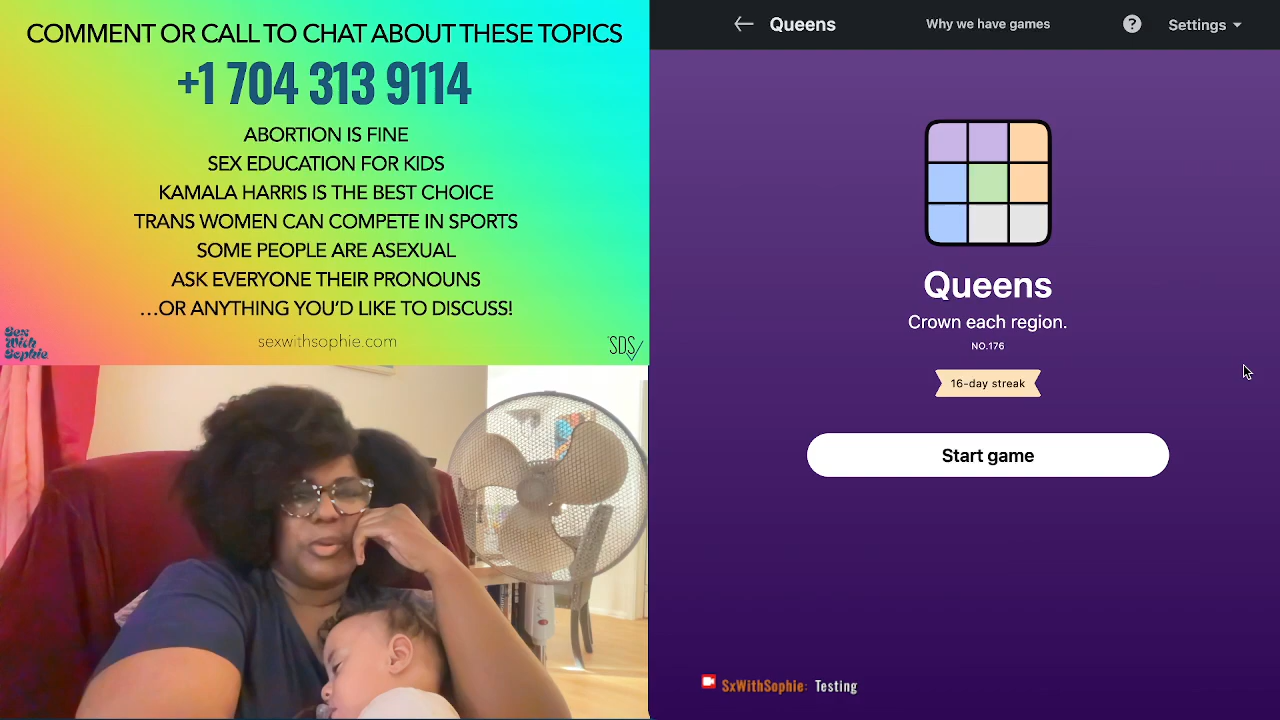 COMMENT OR CALL TO CHAT ABOUT THESE TOPICS
+1 704 313 9114
ABORTION IS FINE
SEX EDUCATION FOR KIDS
KAMALA HARRIS IS THE BEST CHOICE
TRANS WOMEN CAN COMPETE IN SPORTS
SOME PEOPLE ARE ASEXUAL
ASK EVERYONE THEIR PRONOUNS
...OR ANYTHING YOU'D LIKE TO DISCUSS!
sexwithsophie.com
Sex
With
Sophie
SDS
Queens
Why we have games
?
Settings
Queens
Crown each region.
NO.176
16-day streak
Start game
SxWithSophie: Testing